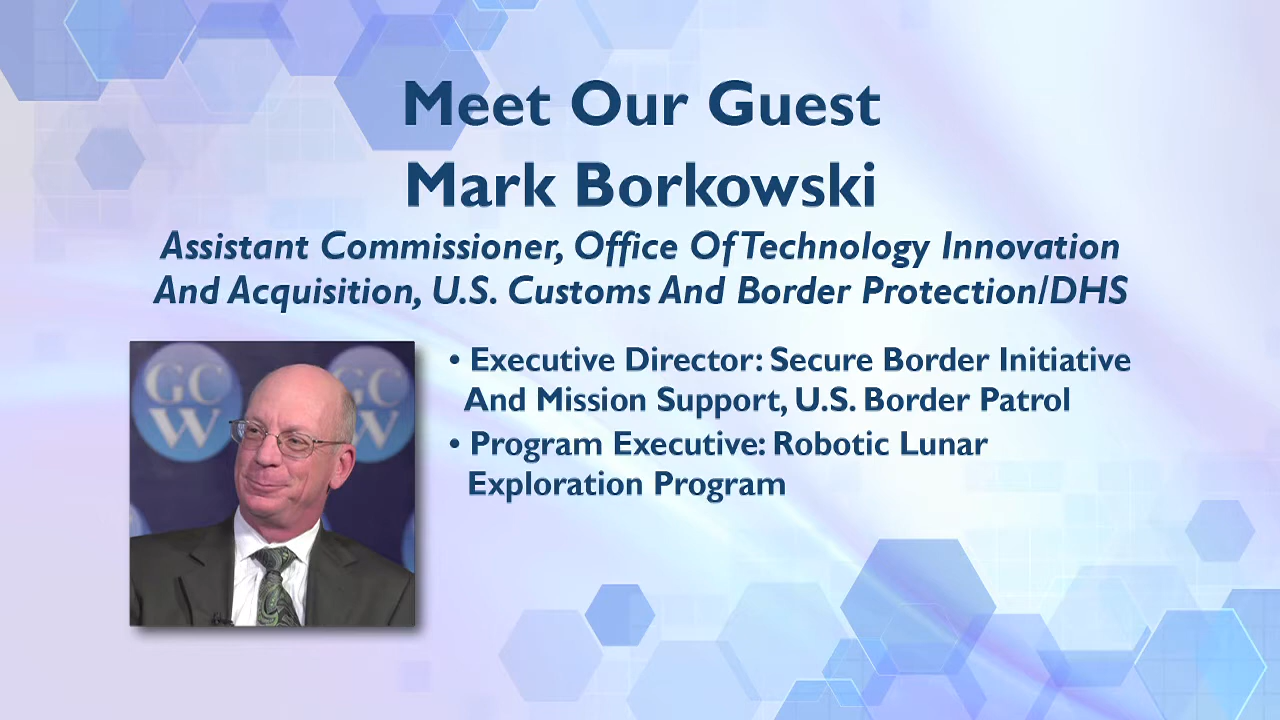 Meet Our Guest
Mark Borkowski
Assistant Commissioner, Office Of Technology Innovation
And Acquisition, U.S. Customs And Border Protection/DHS
• Executive Director: Secure Border Initiative
And Mission Support, U.S. Border Patrol
• Program Executive: Robotic Lunar
Exploration Program
GC
W
GC
W